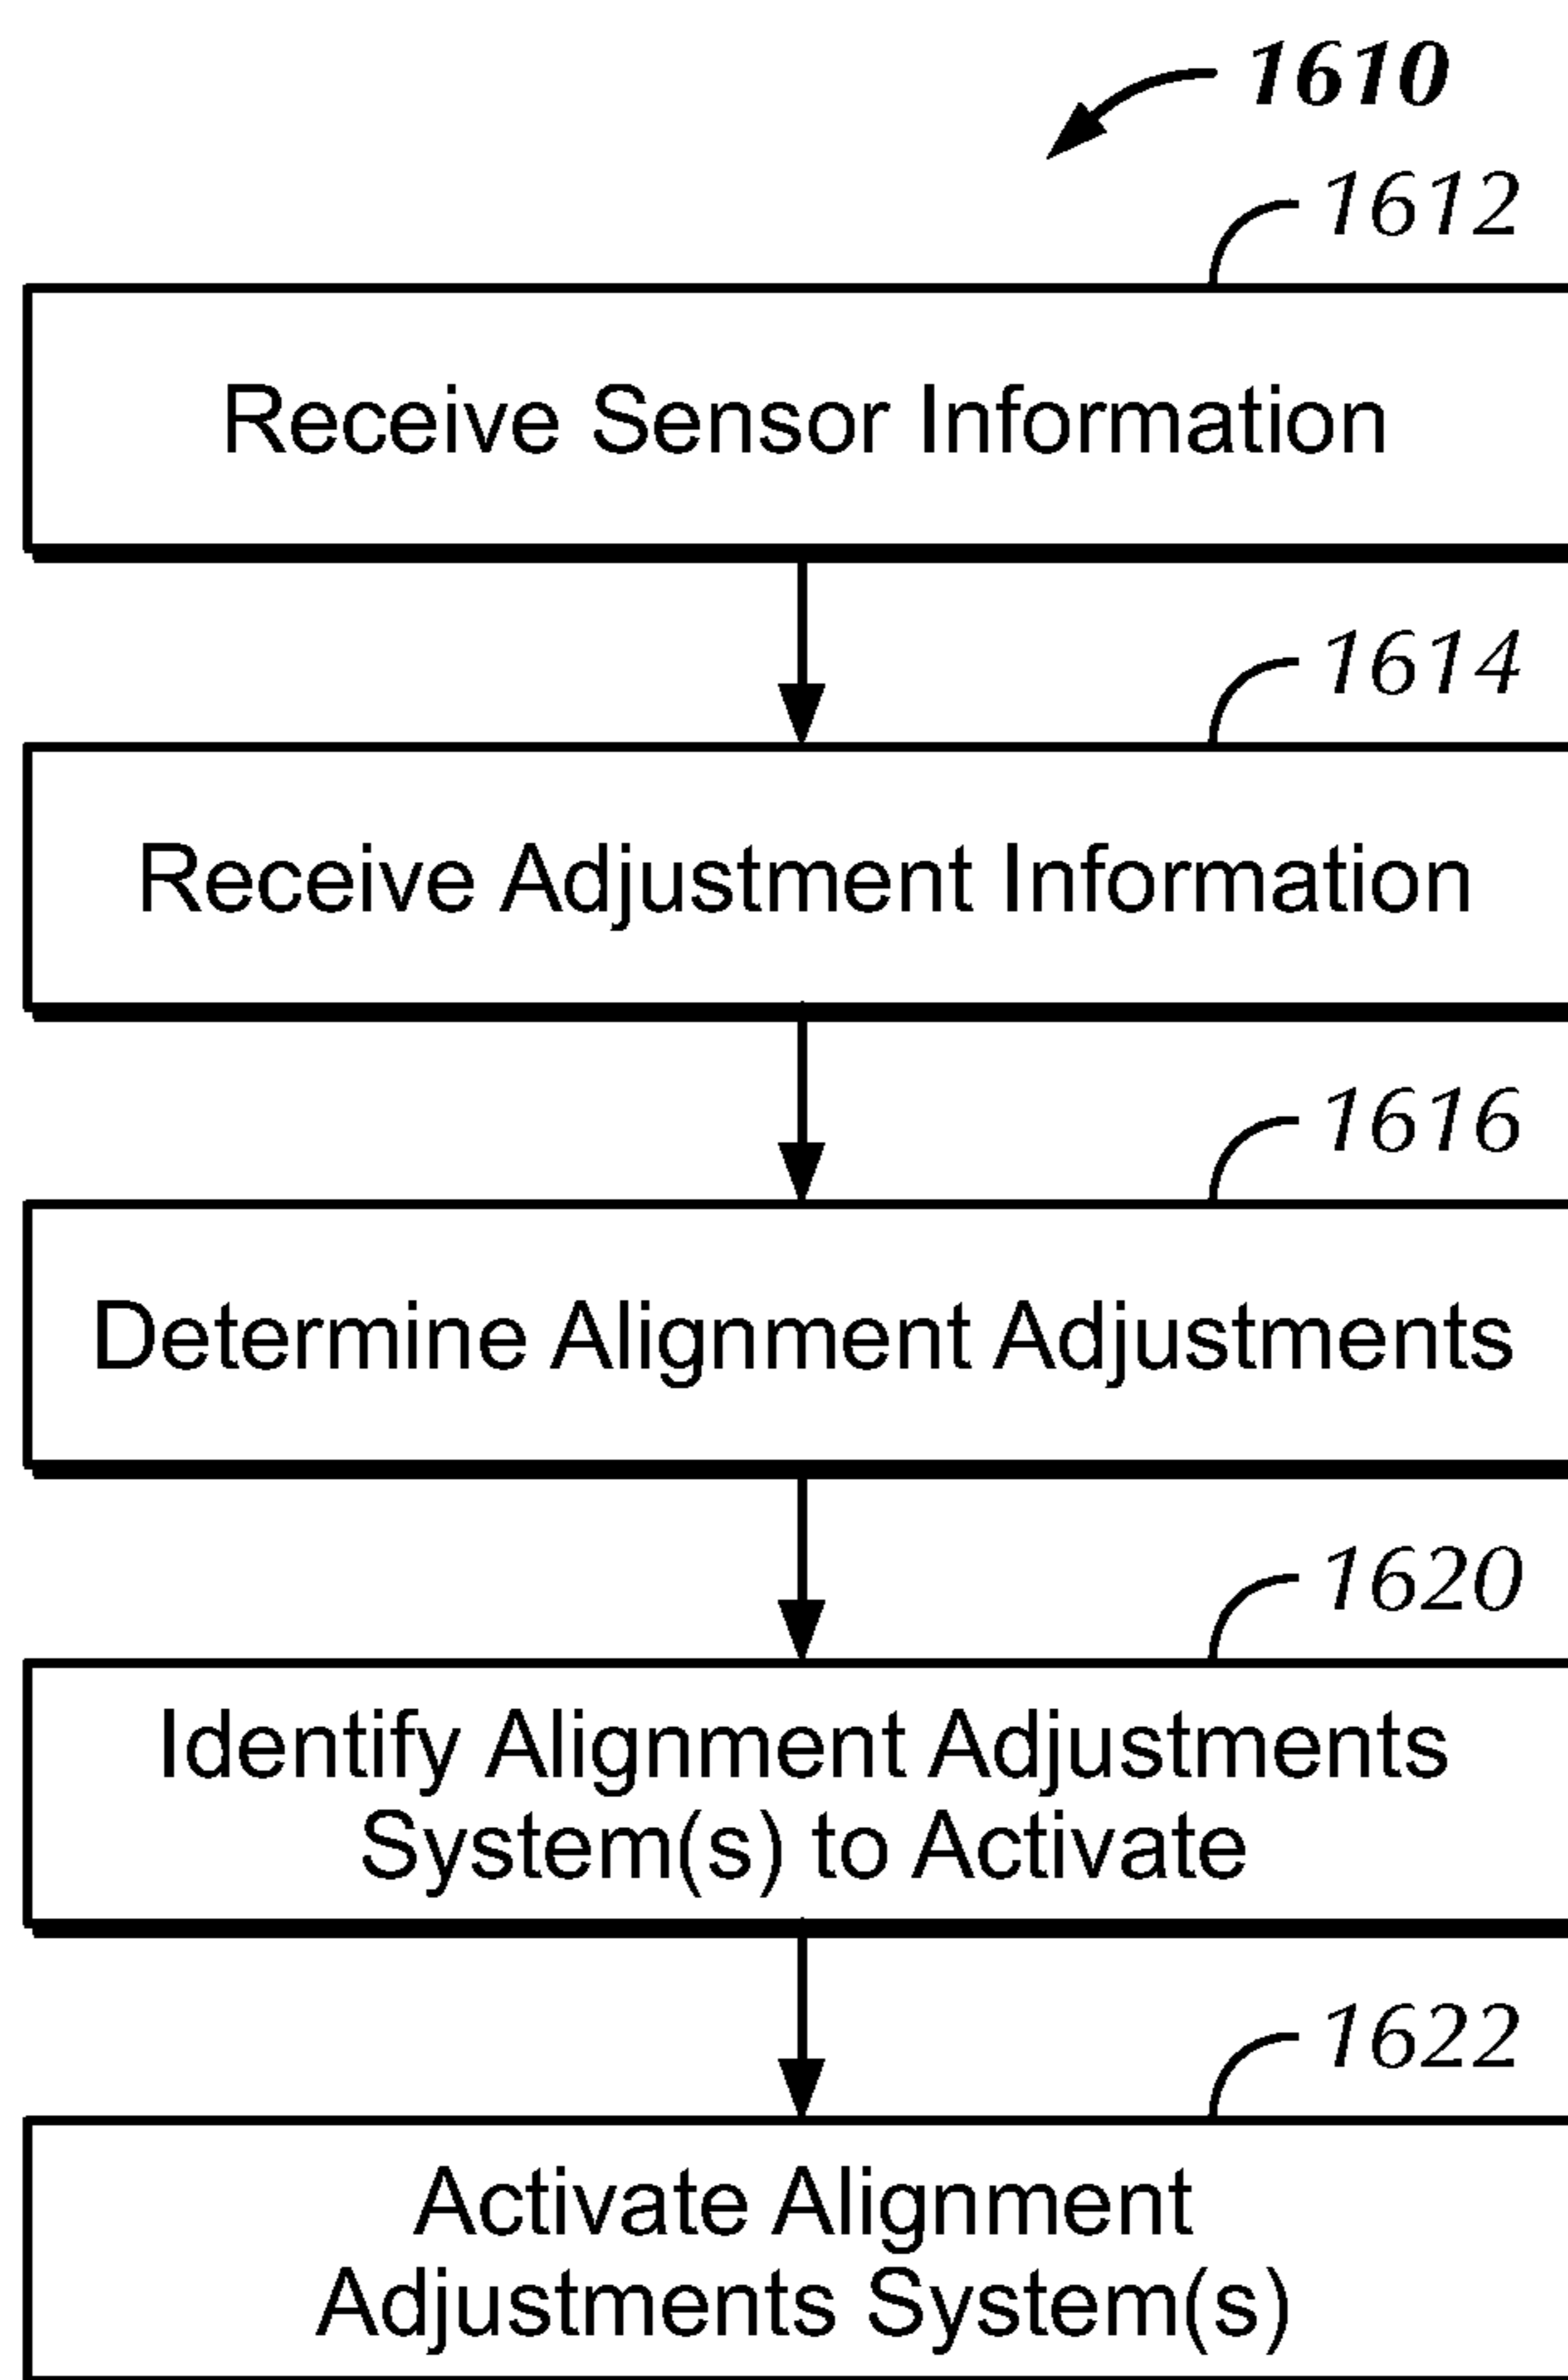 1610
1612
Receive Sensor Information
1614
Receive Adjustment Information
1616
Determine Alignment Adjustments
1620
Identify Alignment Adjustments
System(s) to Activate
1622
Activate Alignment
Adjustments System(s)